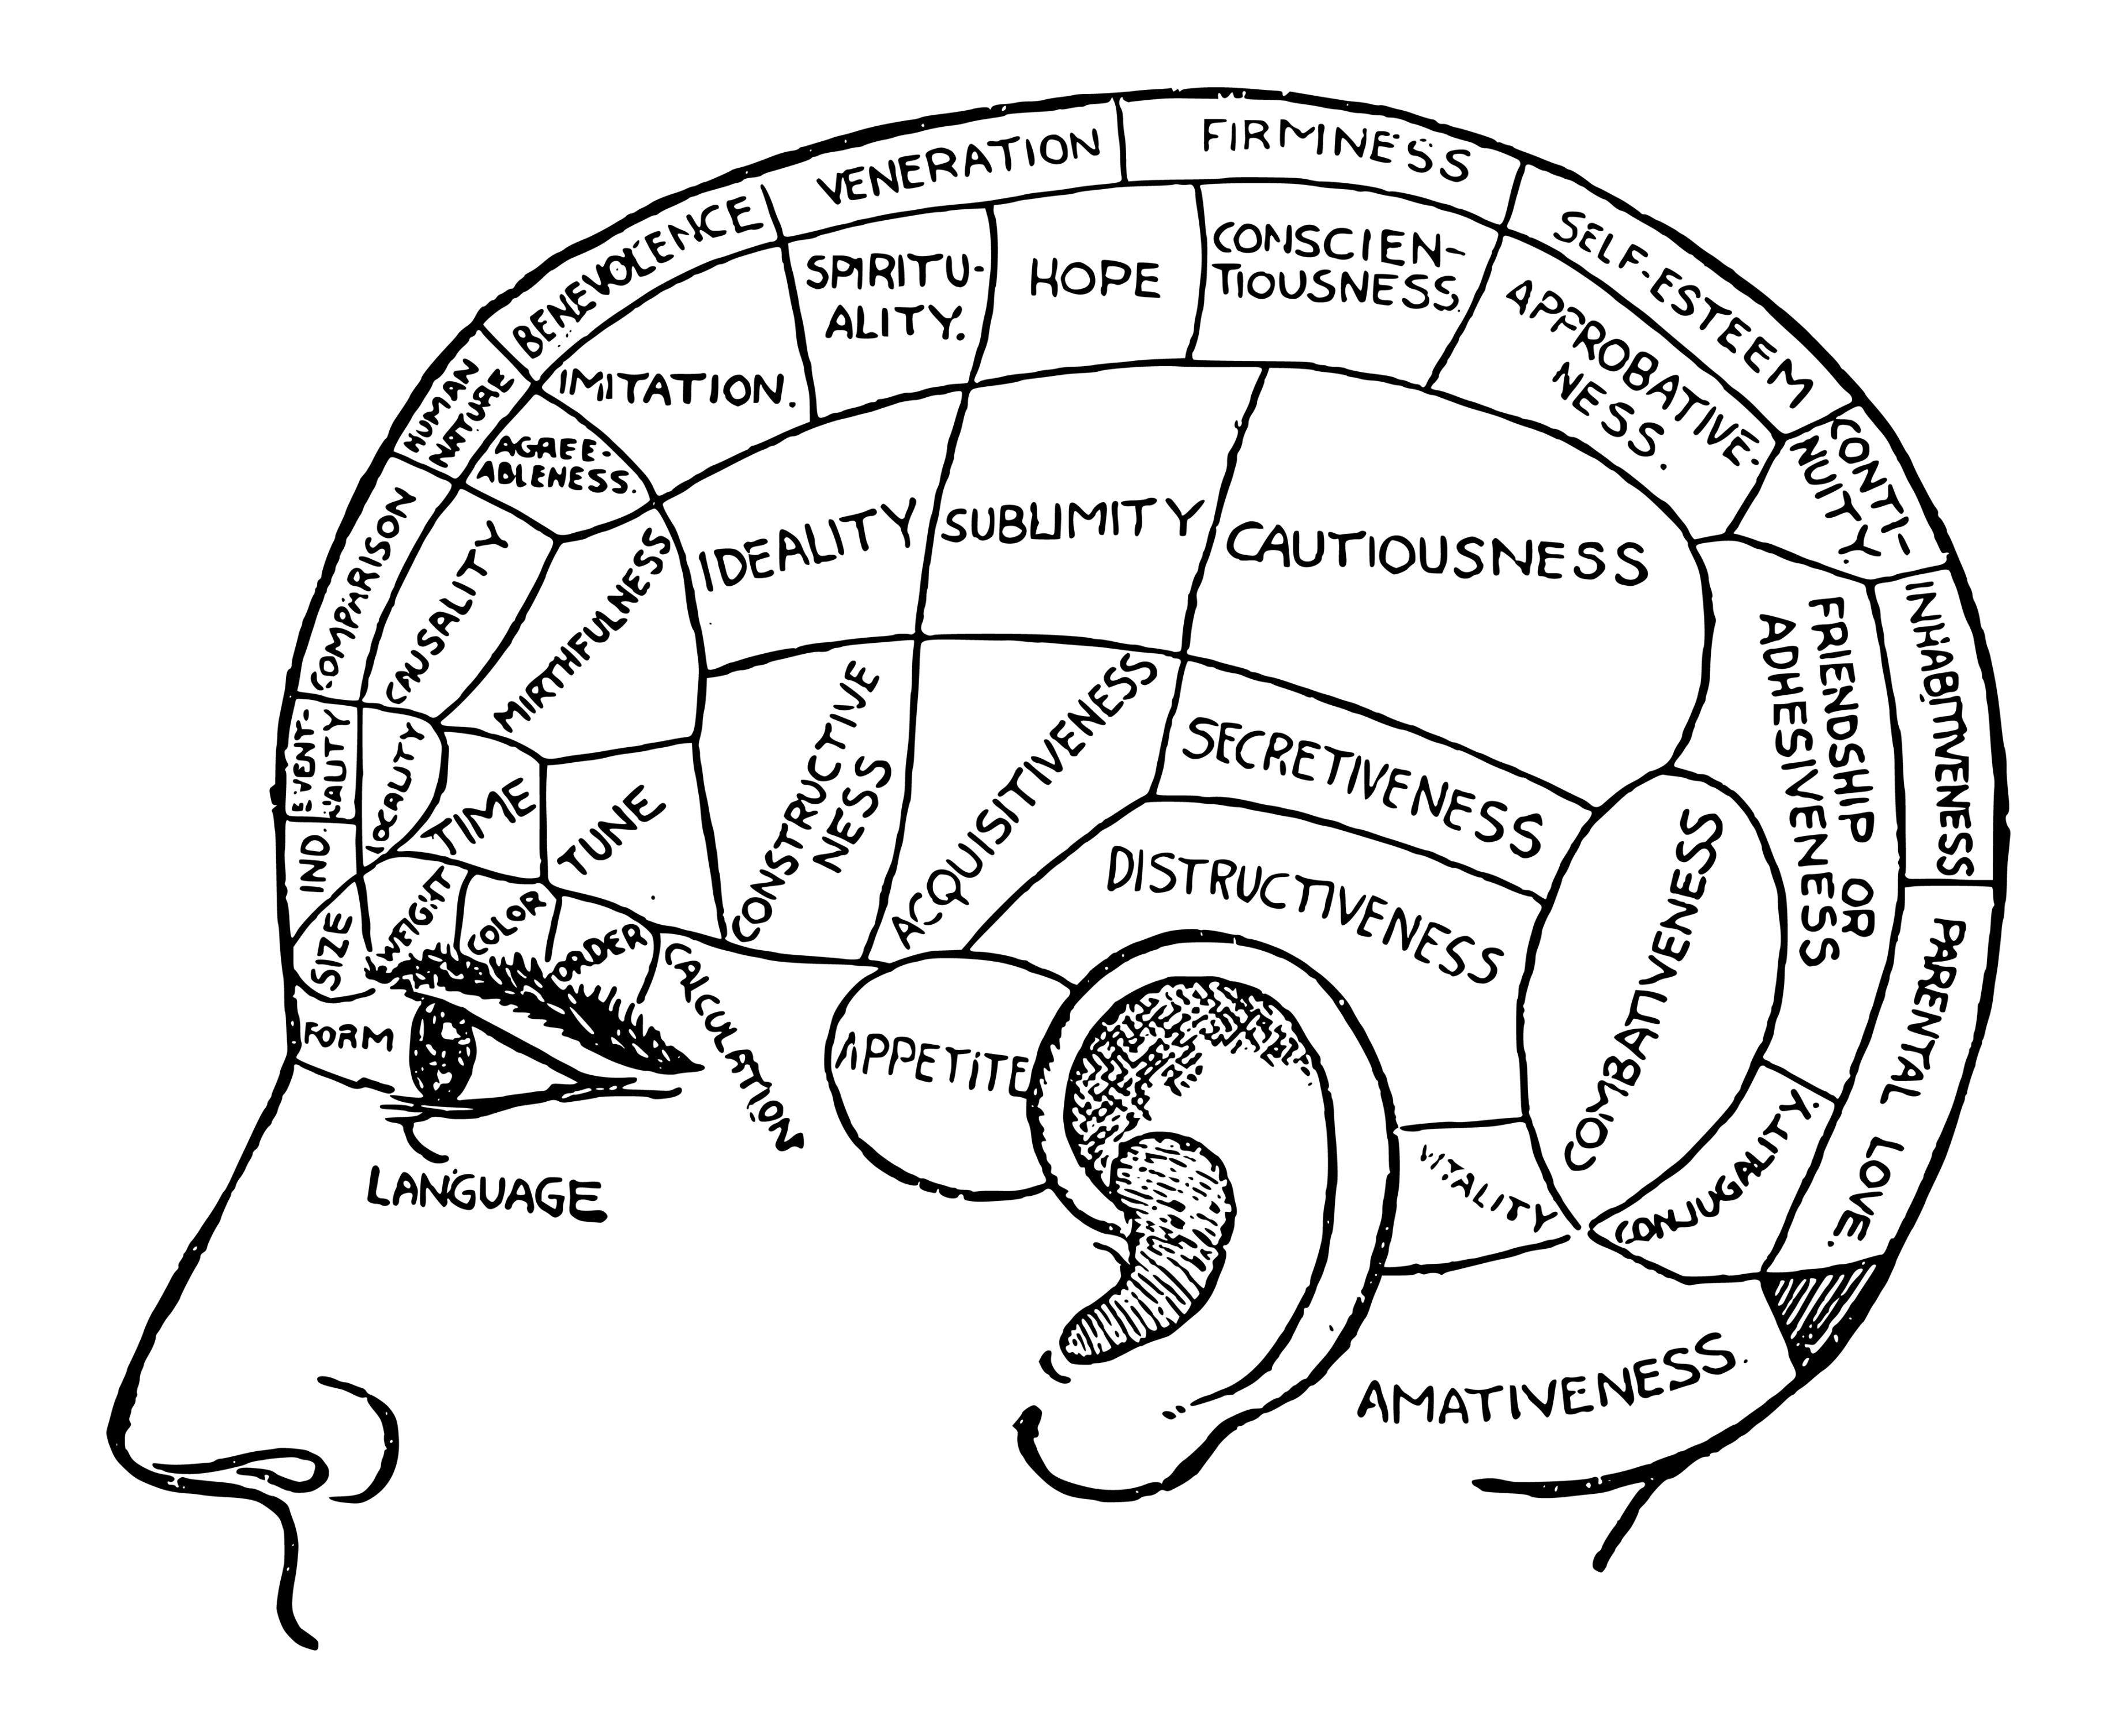 FIRMNESS
VENERATION
BENEVOLENCE
SELF-ESTEEM
SPIRITU-
ALITY.
HOPE
CONSCIEN-
TIOUSNESS.
APPROBATIVE-
NESS.
HUMAN
NATURE
IMITATION.
AGREE-
ABLENESS.
CONTI-
NUITY.
COMPARISON
CAUSALITY
MIRTHFULNESS
IDEALITY
SUBLIMITY
CAUTIOUSNESS
INHABITIVENESS
FRIENDSHIP OR
ADHESIVENESS
EVENT-
UALITY
LOCALITY
TIME
TUNE
CONSTRUCTIVE
NESS
ACQUISITIVENESS
SECRETIVENESS
DISTRUCTIVENESS
COMBATIVENESS
IND.
SIZE
WEIGHT
COLOR
ORDER
CALCULATION
FORM
APPETITE
PARENTAL LOVE.
VITALITY
CONJUGALITY.
LANGUAGE
AMATIVENESS.